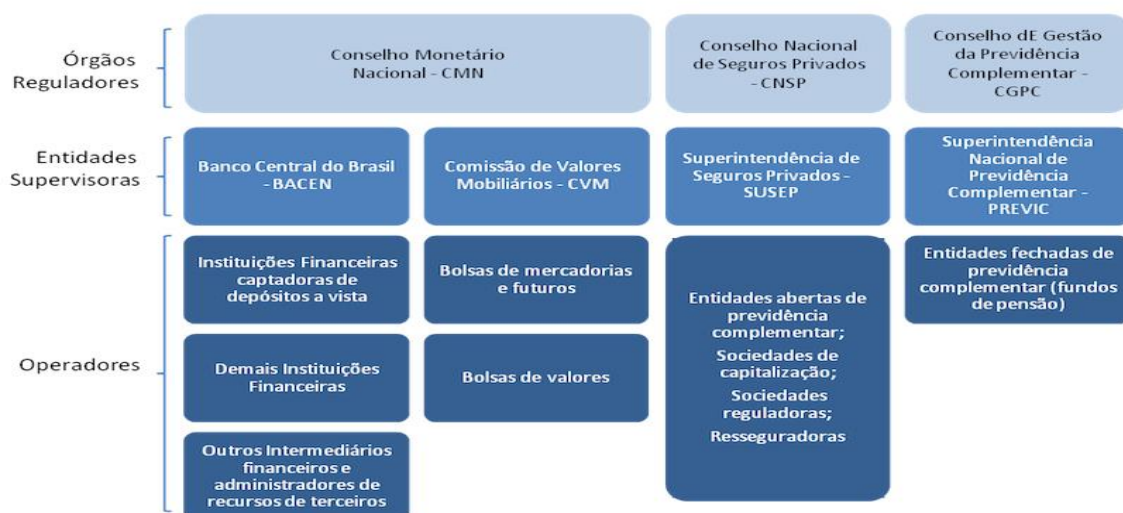 Órgãos
Reguladores
Conselho Monetário
Nacional - CMN
Conselho Nacional
de Seguros Privados
- CNSP
Conselho dE Gestão
da Previdência
Complementar -
CGPC
Entidades
Supervisoras
Banco Central do Brasil
- BACEN
Comissão de Valores
Mobiliários - CVM
Superintendência de
Seguros Privados -
SUSEP
Superintendência
Nacional de
Previdência
Complementar -
PREVIC
Operadores
Instituições Financeiras
captadoras de
depósitos a vista
Bolsas de mercadorias
e futuros
Entidades abertas de
previdência
complementar;
Sociedades de
capitalização;
Sociedades
reguladoras;
Resseguradoras
Entidades fechadas de
previdência
complementar (fundos
de pensão)
Demais Instituições
Financeiras
Bolsas de valores
Outros Intermediários
financeiros e
administradores de
recursos de terceiros